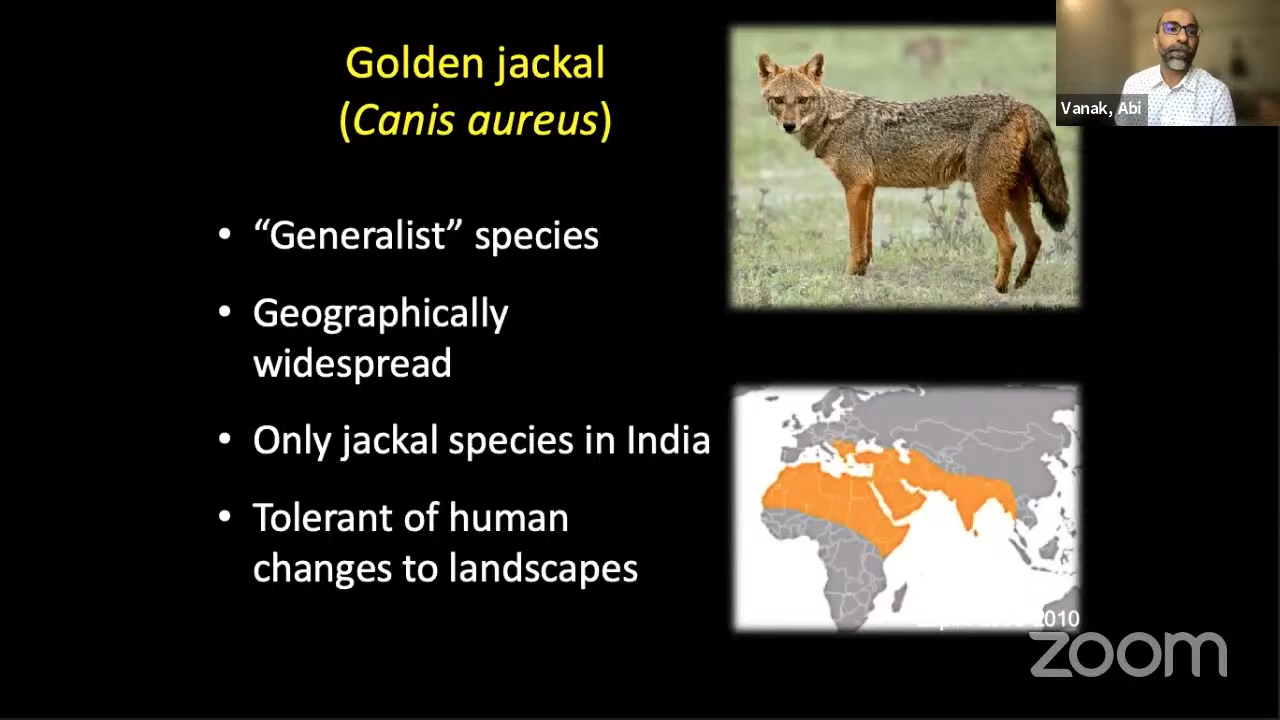 Golden jackal
(Canis aureus)
Vanak, Abi
• “Generalist” species
• Geographically
widespread
• Only jackal species in India
• Tolerant of human
changes to landscapes
2010
zoom